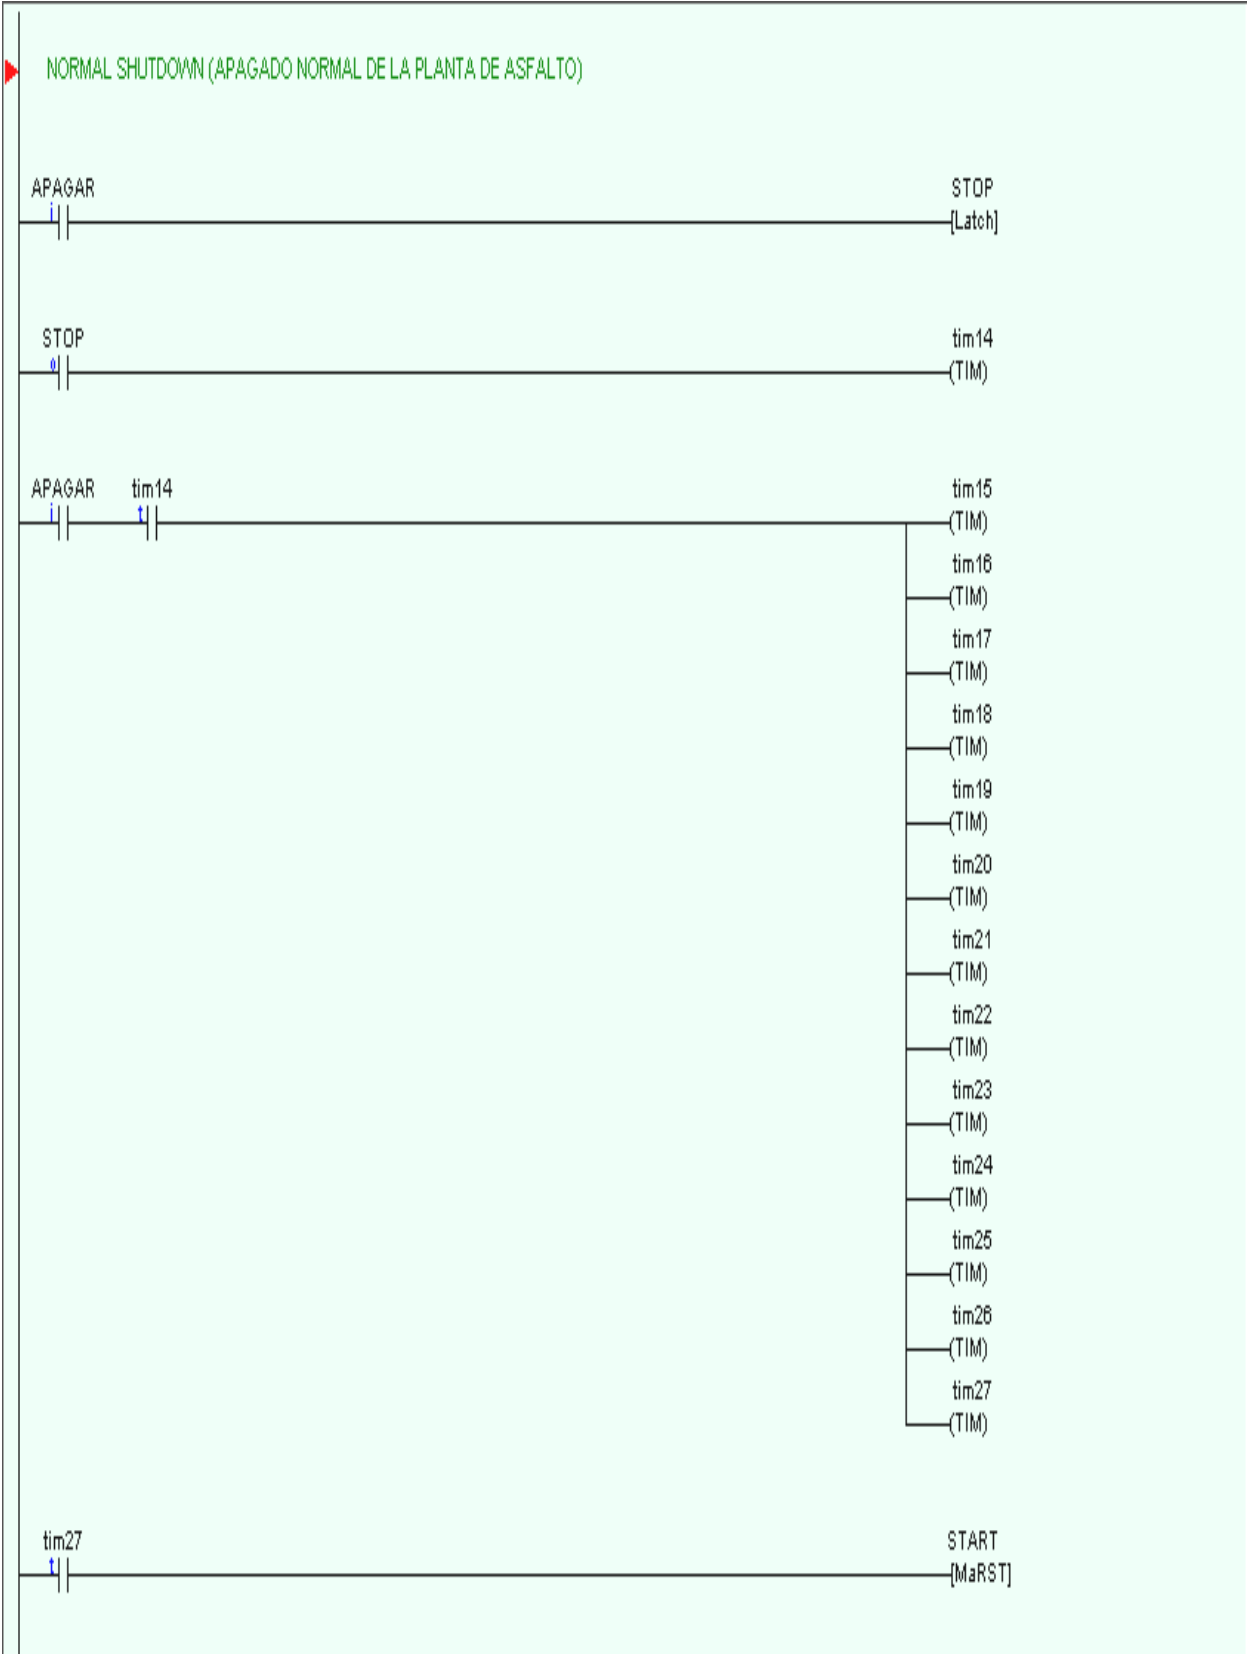 NORMAL SHUTDOWN (APAGADO NORMAL DE LA PLANTA DE ASFALTO)
APAGAR STOP
i [Latch]
STOP tim14
o (TIM)
APAGAR tim14 tim15
i t (TIM)
tim16
(TIM)
tim17
(TIM)
tim18
(TIM)
tim19
(TIM)
tim20
(TIM)
tim21
(TIM)
tim22
(TIM)
tim23
(TIM)
tim24
(TIM)
tim25
(TIM)
tim26
(TIM)
tim27
(TIM)
tim27 START
t [MaRST]